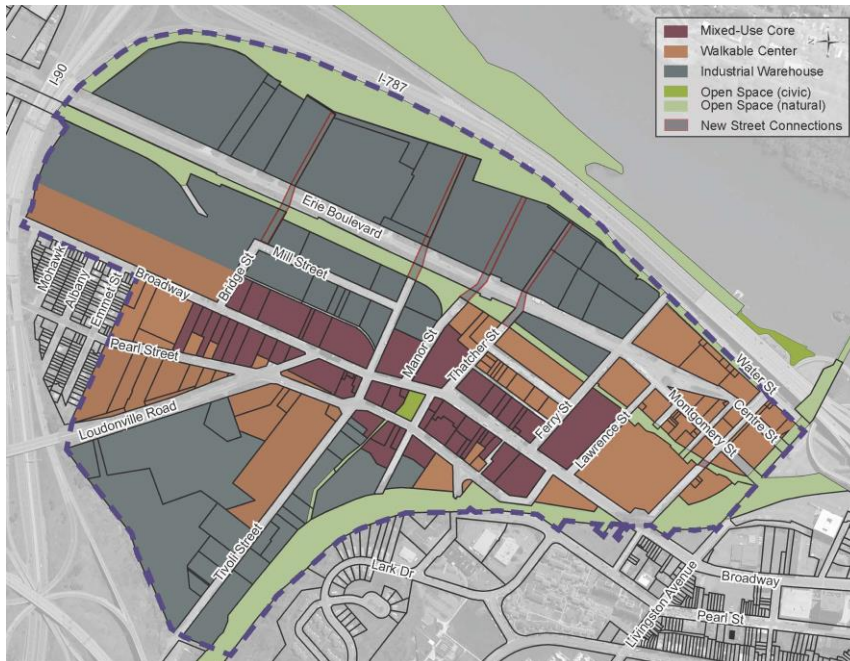 Mixed-Use Core
Walkable Center
Industrial Warehouse
Open Space (civic)
Open Space (natural)
New Street Connections
N
I-90
I-787
Erie Boulevard
Mohawk
Albany
Emmet St
Broadway
Bridge St
Mill Street
Pearl Street
Manor St
Thatcher St
Loudonville Road
Water St
Centre St
Montgomery St
Ferry St
Lawrence St
Tivoli Street
Lark Dr
Livingston Avenue
Broadway
Pearl St